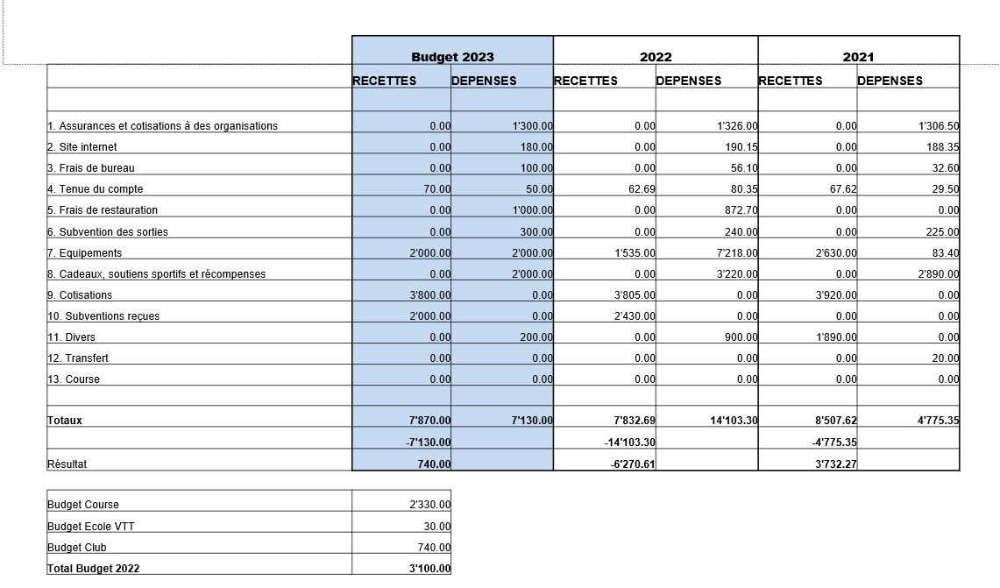 Budget 2023 2022 2021
RECETTES DEPENSES RECETTES DEPENSES RECETTES DEPENSES
1. Assurances et cotisations à des organisations 0.00 1'300.00 0.00 1'326.00 0.00 1'306.50
2. Site internet 0.00 180.00 0.00 190.15 0.00 188.35
3. Frais de bureau 0.00 100.00 0.00 56.10 0.00 32.60
4. Tenue du compte 70.00 50.00 62.69 80.35 67.62 29.50
5. Frais de restauration 0.00 1'000.00 0.00 872.70 0.00 0.00
6. Subvention des sorties 0.00 300.00 0.00 240.00 0.00 225.00
7. Equipements 2'000.00 2'000.00 1'535.00 7'218.00 2'630.00 83.40
8. Cadeaux, soutiens sportifs et récompenses 0.00 2'000.00 0.00 3'220.00 0.00 2'890.00
9. Cotisations 3'800.00 0.00 3'805.00 0.00 3'920.00 0.00
10. Subventions reçues 2'000.00 0.00 2'430.00 0.00 0.00 0.00
11. Divers 0.00 200.00 0.00 900.00 1'890.00 0.00
12. Transfert 0.00 0.00 0.00 0.00 0.00 20.00
13. Course 0.00 0.00 0.00 0.00 0.00 0.00
Totaux 7'870.00 7'130.00 7'832.69 14'103.30 8'507.62 4'775.35
-7'130.00 -14'103.30 -4'775.35
Résultat 740.00 -6'270.61 3'732.27
Budget Course 2'330.00
Budget Ecole VTT 30.00
Budget Club 740.00
Total Budget 2022 3'100.00